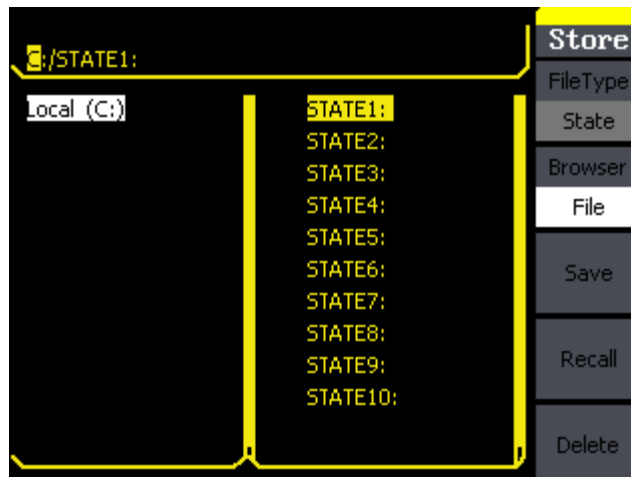 C:/STATE1:
Local (C:)
STATE1:
STATE2:
STATE3:
STATE4:
STATE5:
STATE6:
STATE7:
STATE8:
STATE9:
STATE10:
Store
FileType
State
Browser
File
Save
Recall
Delete